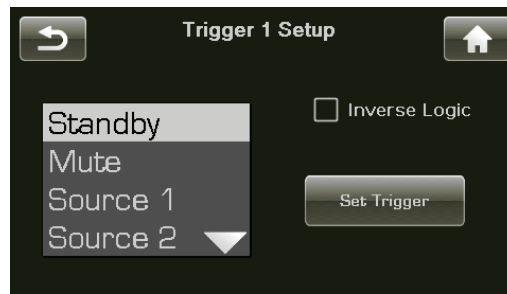 Trigger 1 Setup
Standby
Mute
Source 1
Source 2
Inverse Logic
Set Trigger